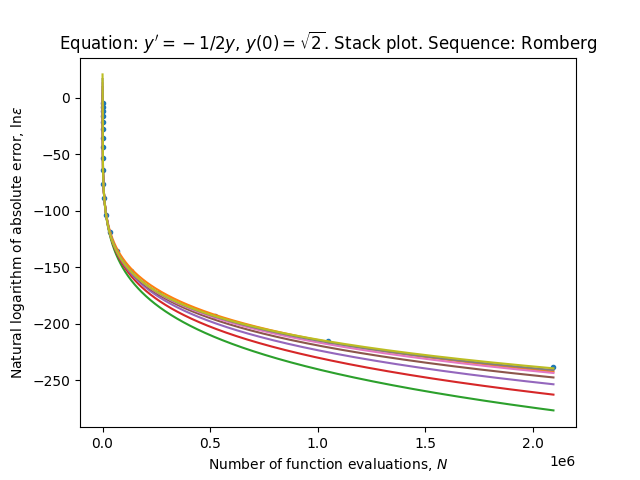 Equation: y′ = −1/2y, y(0) = √2. Stack plot. Sequence: Romberg
Natural logarithm of absolute error, lnε
0
−50
−100
−150
−200
−250
0.0
0.5
1.0
1.5
2.0
1e6
Number of function evaluations, N